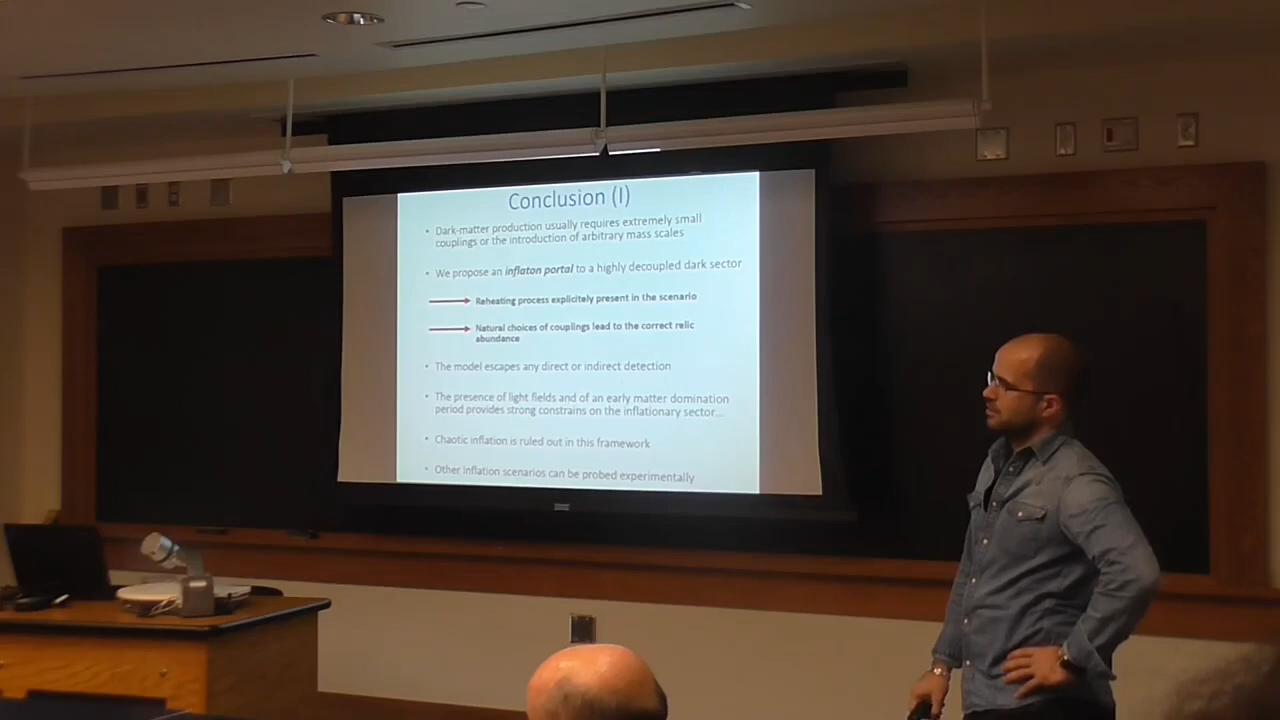 Conclusion (I)
• Dark-matter production usually requires extremely small
couplings or the introduction of arbitrary mass scales
• We propose an inflaton portal to a highly decoupled dark sector
Reheating process explicitely present in the scenario
Natural choices of couplings lead to the correct relic
abundance
• The model escapes any direct or indirect detection
• The presence of light fields and of an early matter domination
period provides strong constrains on the inflationary sector...
• Chaotic inflation is ruled out in this framework
• Other Inflation scenarios can be probed experimentally